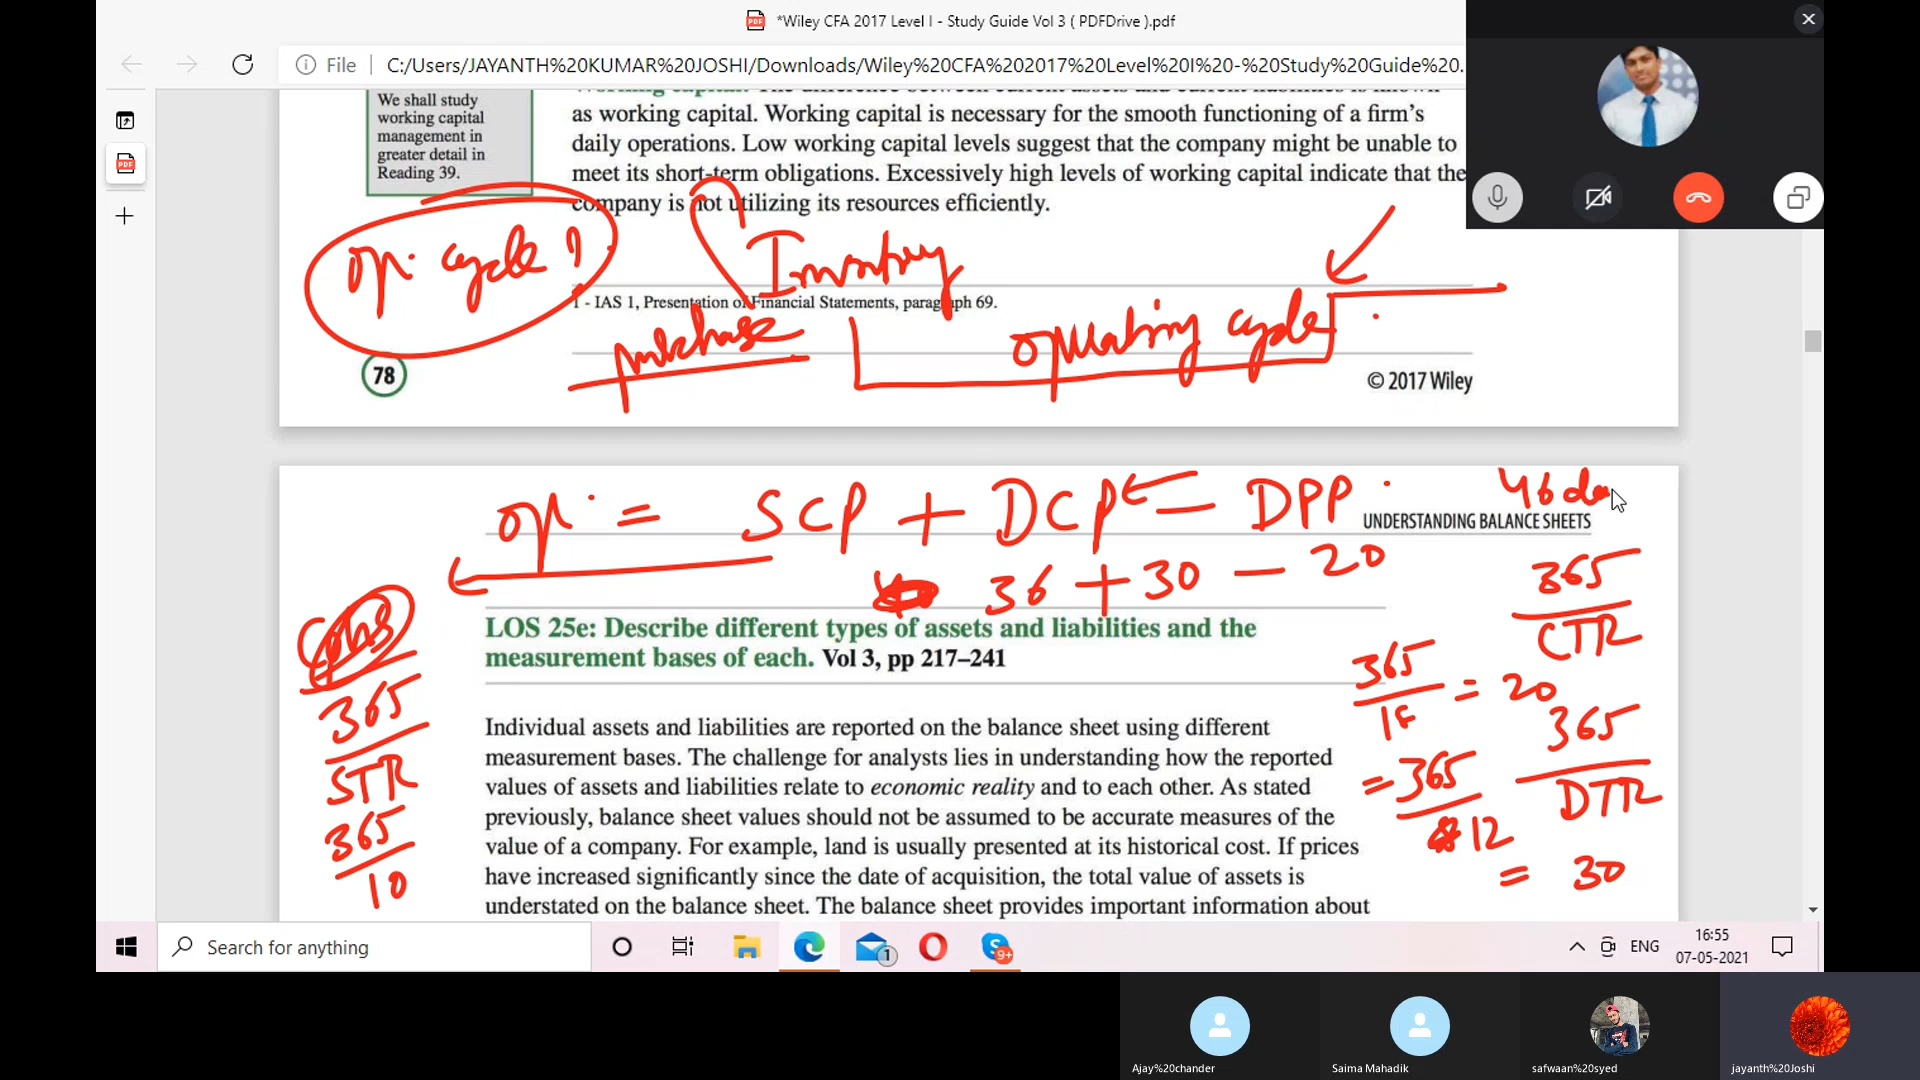 *Wiley CFA 2017 Level I - Study Guide Vol 3 ( PDFDrive ).pdf
File
C:/Users/JAYANTH%20KUMAR%20JOSHI/Downloads/Wiley%20CFA%202017%20Level%20I%20-%20Study%20Guide%20.
We shall study
working capital
management in
greater detail in
Reading 39.
as working capital. Working capital is necessary for the smooth functioning of a firm's
daily operations. Low working capital levels suggest that the company might be unable to
meet its short-term obligations. Excessively high levels of working capital indicate that the
company is not utilizing its resources efficiently.
op. cycle
Inventory
1 - IAS 1, Presentation of Financial Statements, paragraph 69.
purchase
operating cycle
78
© 2017 Wiley
op. = SCP + DCP - DPP
46 da
UNDERSTANDING BALANCE SHEETS
36 + 30 - 20
LOS 25e: Describe different types of assets and liabilities and the
measurement bases of each. Vol 3, pp 217–241
365
STR
365
10
365
CTR
365
18
= 20
365
DTR
= 365
12
= 30
Individual assets and liabilities are reported on the balance sheet using different
measurement bases. The challenge for analysts lies in understanding how the reported
values of assets and liabilities relate to economic reality and to each other. As stated
previously, balance sheet values should not be assumed to be accurate measures of the
value of a company. For example, land is usually presented at its historical cost. If prices
have increased significantly since the date of acquisition, the total value of assets is
understated on the balance sheet. The balance sheet provides important information about
Search for anything
1
9+
ENG
16:55
07-05-2021
Ajay%20chander
Saima Mahadik
safwaan%20syed
jayanth%20Joshi